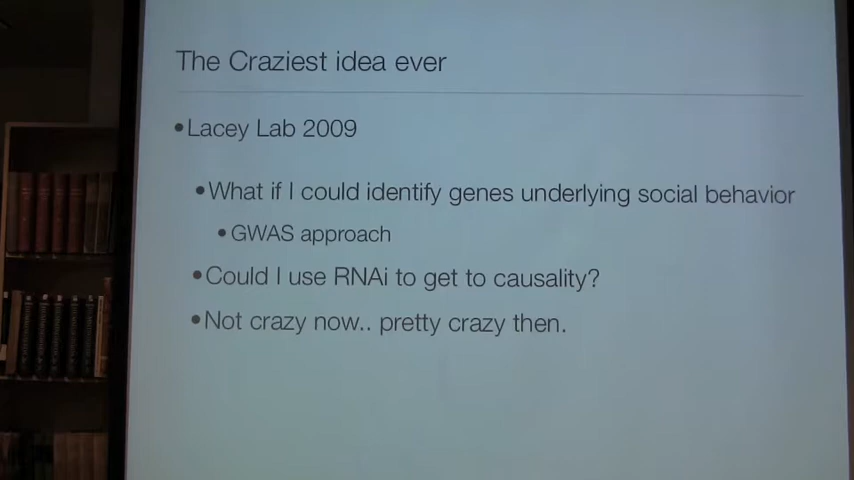 The Craziest idea ever
•Lacey Lab 2009
•What if I could identify genes underlying social behavior
•GWAS approach
•Could I use RNAi to get to causality?
•Not crazy now.. pretty crazy then.